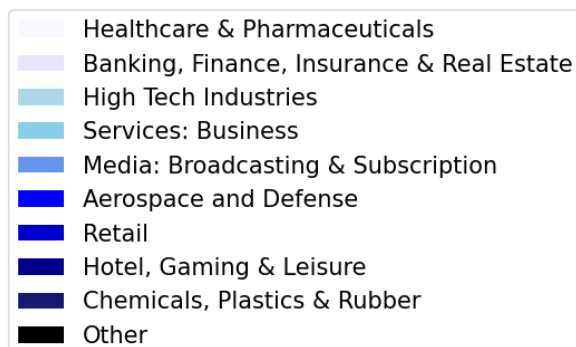 Healthcare & Pharmaceuticals
Banking, Finance, Insurance & Real Estate
High Tech Industries
Services: Business
Media: Broadcasting & Subscription
Aerospace and Defense
Retail
Hotel, Gaming & Leisure
Chemicals, Plastics & Rubber
Other